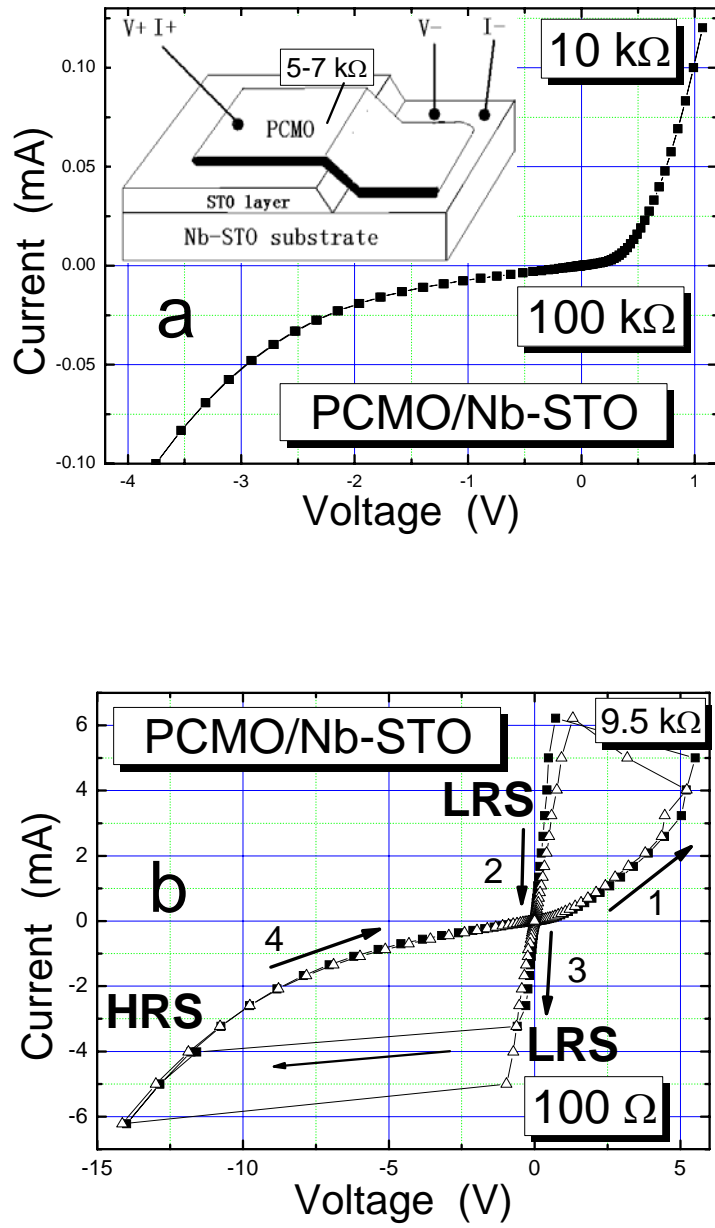 V+ I+
V−
I−
10 kΩ
5-7 kΩ
PCMO
STO layer
Nb-STO substrate
a
100 kΩ
PCMO/Nb-STO
0.10
0.05
0.00
-0.05
-0.10
Current (mA)
-4 -3 -2 -1 0 1
Voltage (V)
PCMO/Nb-STO
9.5 kΩ
LRS
2
b
1
4
3
HRS
LRS
100 Ω
6
4
2
0
-2
-4
-6
Current (mA)
-15 -10 -5 0 5
Voltage (V)